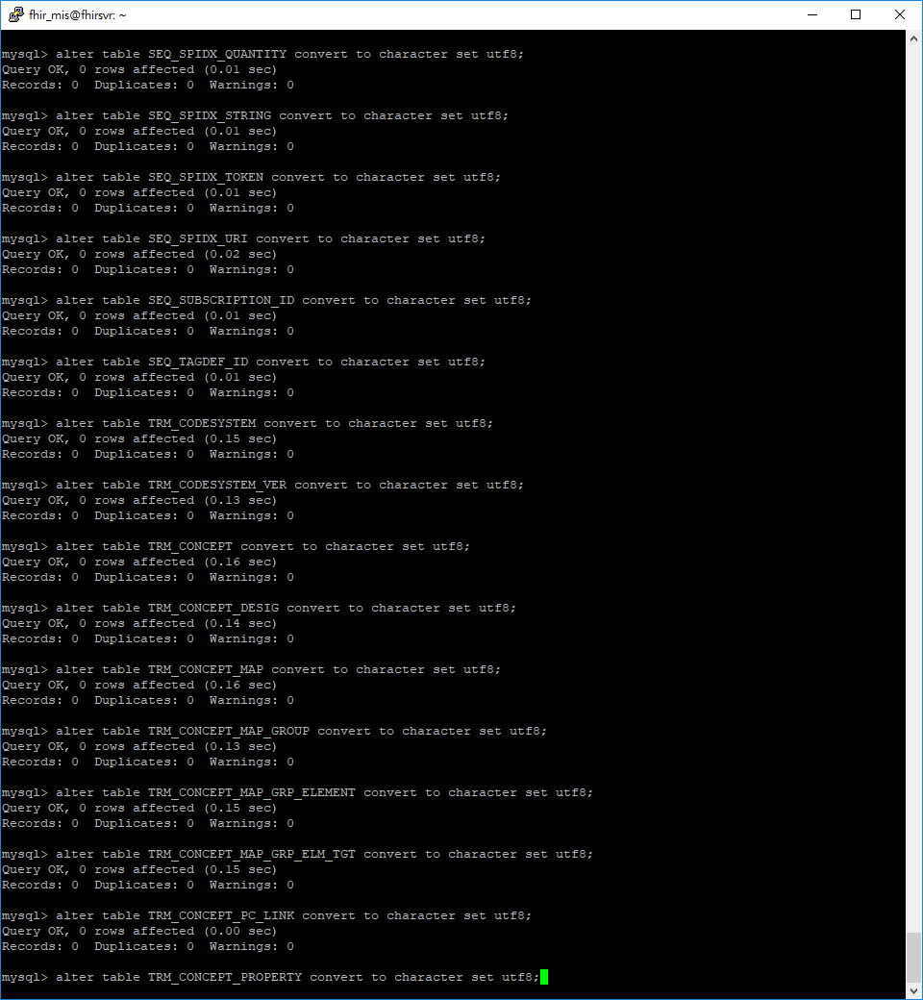 fhir_mis@fhirsvr: ~
mysql> alter table SEQ_SPIDX_QUANTITY convert to character set utf8;
Query OK, 0 rows affected (0.01 sec)
Records: 0  Duplicates: 0  Warnings: 0
mysql> alter table SEQ_SPIDX_STRING convert to character set utf8;
Query OK, 0 rows affected (0.01 sec)
Records: 0  Duplicates: 0  Warnings: 0
mysql> alter table SEQ_SPIDX_TOKEN convert to character set utf8;
Query OK, 0 rows affected (0.01 sec)
Records: 0  Duplicates: 0  Warnings: 0
mysql> alter table SEQ_SPIDX_URI convert to character set utf8;
Query OK, 0 rows affected (0.02 sec)
Records: 0  Duplicates: 0  Warnings: 0
mysql> alter table SEQ_SUBSCRIPTION_ID convert to character set utf8;
Query OK, 0 rows affected (0.01 sec)
Records: 0  Duplicates: 0  Warnings: 0
mysql> alter table SEQ_TAGDEF_ID convert to character set utf8;
Query OK, 0 rows affected (0.01 sec)
Records: 0  Duplicates: 0  Warnings: 0
mysql> alter table TRM_CODESYSTEM convert to character set utf8;
Query OK, 0 rows affected (0.15 sec)
Records: 0  Duplicates: 0  Warnings: 0
mysql> alter table TRM_CODESYSTEM_VER convert to character set utf8;
Query OK, 0 rows affected (0.13 sec)
Records: 0  Duplicates: 0  Warnings: 0
mysql> alter table TRM_CONCEPT convert to character set utf8;
Query OK, 0 rows affected (0.16 sec)
Records: 0  Duplicates: 0  Warnings: 0
mysql> alter table TRM_CONCEPT_DESIG convert to character set utf8;
Query OK, 0 rows affected (0.14 sec)
Records: 0  Duplicates: 0  Warnings: 0
mysql> alter table TRM_CONCEPT_MAP convert to character set utf8;
Query OK, 0 rows affected (0.16 sec)
Records: 0  Duplicates: 0  Warnings: 0
mysql> alter table TRM_CONCEPT_MAP_GROUP convert to character set utf8;
Query OK, 0 rows affected (0.13 sec)
Records: 0  Duplicates: 0  Warnings: 0
mysql> alter table TRM_CONCEPT_MAP_GRP_ELEMENT convert to character set utf8;
Query OK, 0 rows affected (0.15 sec)
Records: 0  Duplicates: 0  Warnings: 0
mysql> alter table TRM_CONCEPT_MAP_GRP_ELM_TGT convert to character set utf8;
Query OK, 0 rows affected (0.15 sec)
Records: 0  Duplicates: 0  Warnings: 0
mysql> alter table TRM_CONCEPT_PC_LINK convert to character set utf8;
Query OK, 0 rows affected (0.00 sec)
Records: 0  Duplicates: 0  Warnings: 0
mysql> alter table TRM_CONCEPT_PROPERTY convert to character set utf8;